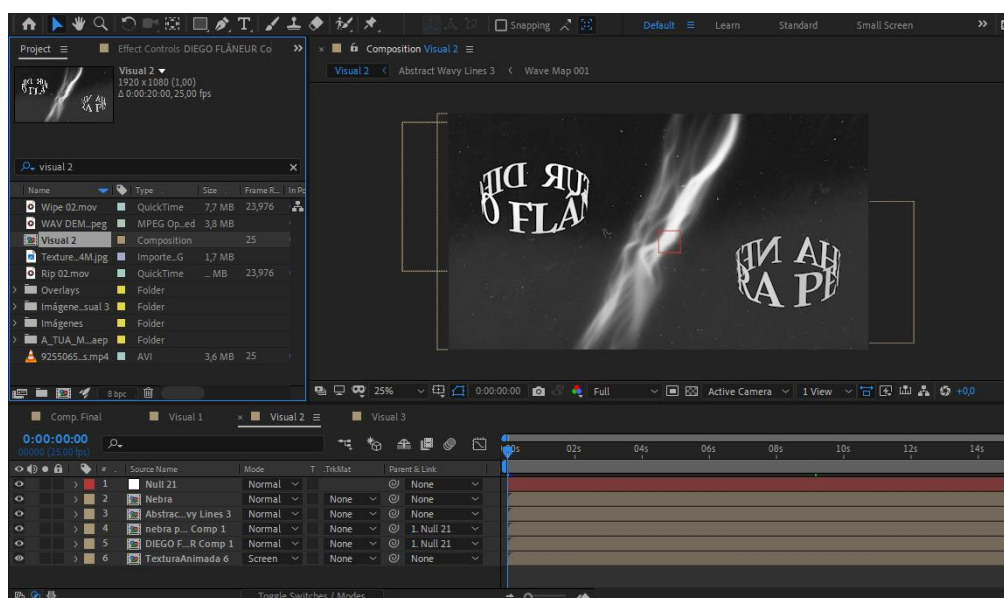 Snapping
Default
Learn
Standard
Small Screen
Project
Effect Controls DIEGO FLÂNEUR Co
Composition Visual 2
Visual 2
1920 x 1080 (1,00)
Δ 0:00:20:00, 25,00 fps
Visual 2
Abstract Wavy Lines 3
Wave Map 001
visual 2
Name
Type
Size
Frame R...
In Po
Wipe 02.mov QuickTime 7,7 MB 23,976
WAV DEM...peg MPEG Op...ed 3,8 MB
Visual 2 Composition 25
Texture...4M.jpg Importe...G 1,7 MB
Rip 02.mov QuickTime ... MB 23,976
Overlays Folder
Imágene...sual 3 Folder
Imágenes Folder
A_TUA_M...aep Folder
9255065...s.mp4 AVI 3,6 MB 25
O FLÂ
RA PE
8 bpc
25%
0:00:00:00
Full
Active Camera
1 View
+0,0
Comp. Final
Visual 1
Visual 2
Visual 3
0:00:00:00
00000 (25.00 fps)
02s 04s 06s 08s 10s 12s 14s
# Source Name Mode T .TrkMat Parent & Link
1 Null 21 Normal None
2 Nebra Normal None None
3 Abstrac...vy Lines 3 Normal None None
4 nebra p... Comp 1 Normal None 1. Null 21
5 DIEGO F...R Comp 1 Normal None 1. Null 21
6 TexturaAnimada 6 Screen None None
Toggle Switches / Modes